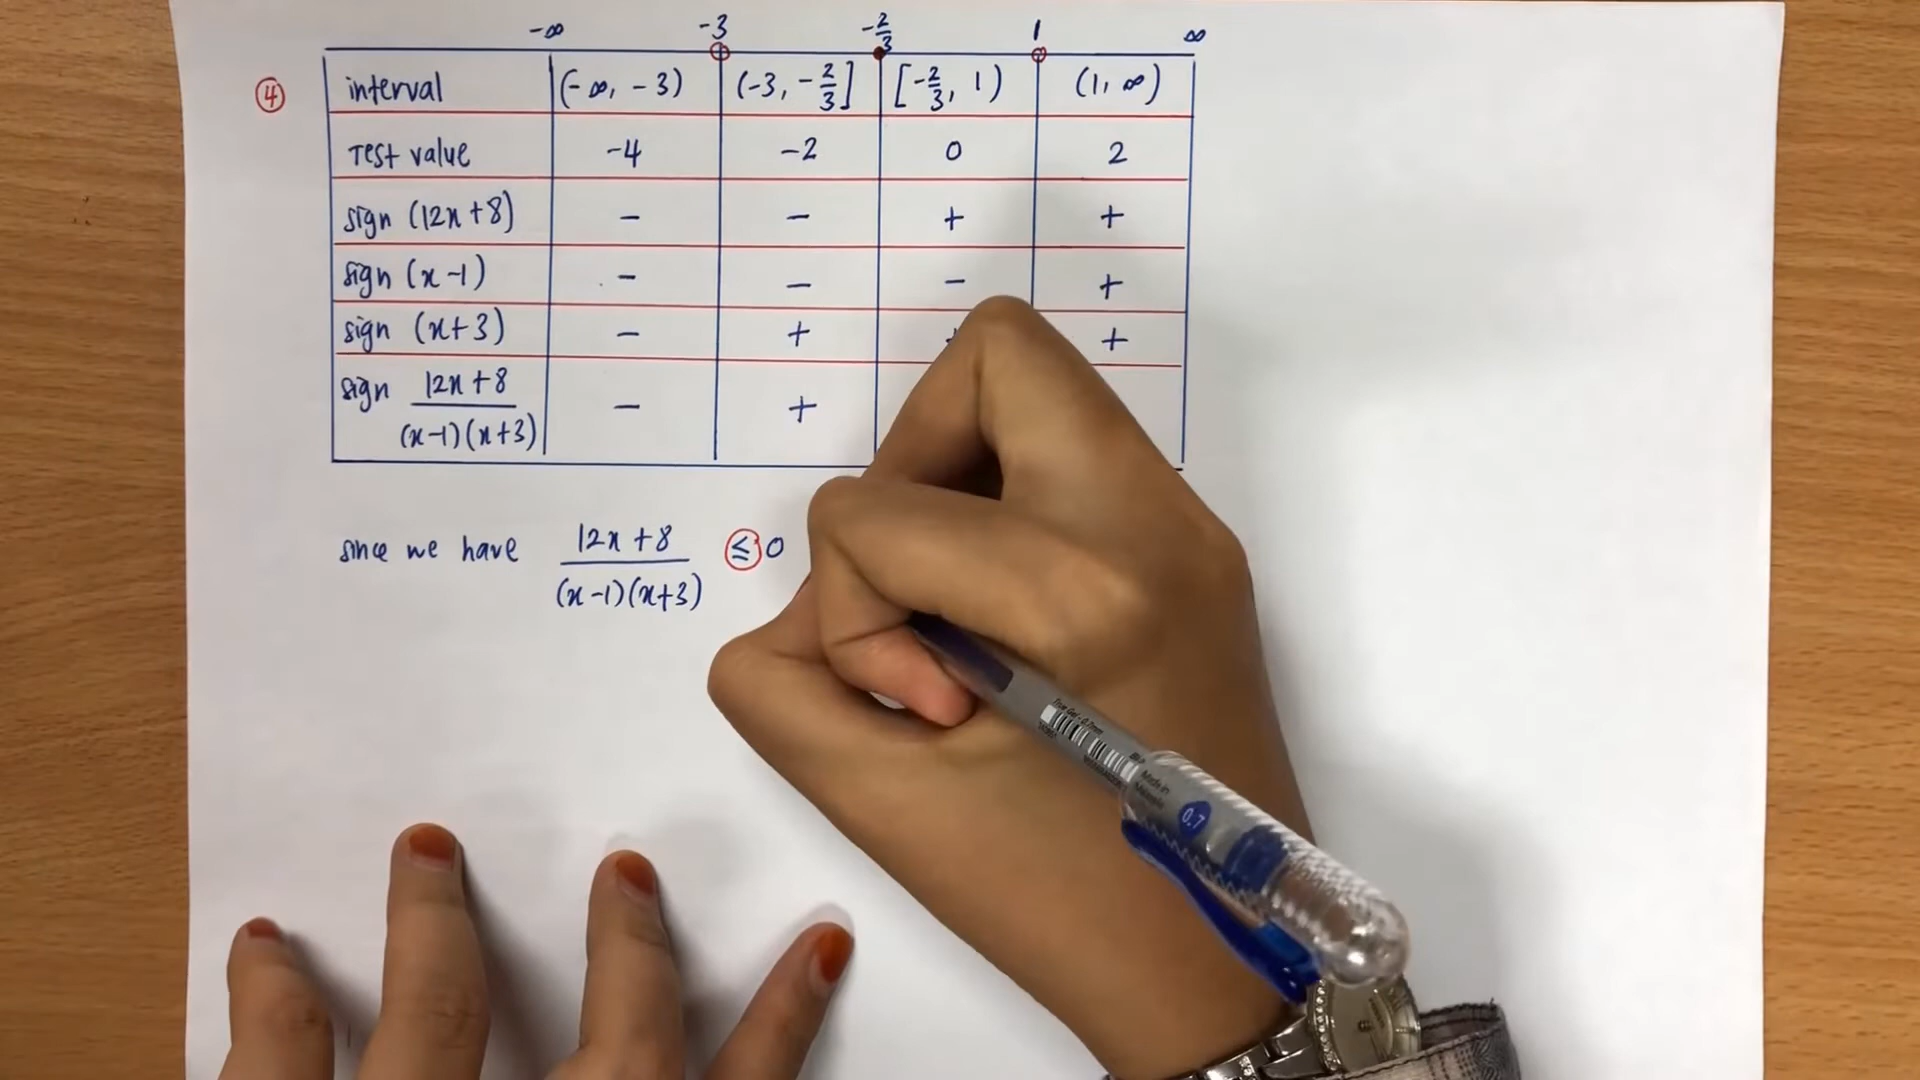 -∞ -3 -2/3 1 ∞
④ interval (-∞, -3) (-3, -2/3] [-2/3, 1) (1, ∞)
Test value -4 -2 0 2
sign (12x+8) - - + +
sign (x-1) - - - +
sign (x+3) - + +
sign (12x+8)/((x-1)(x+3)) - +
since we have (12x+8)/((x-1)(x+3)) ≤ 0
0.7